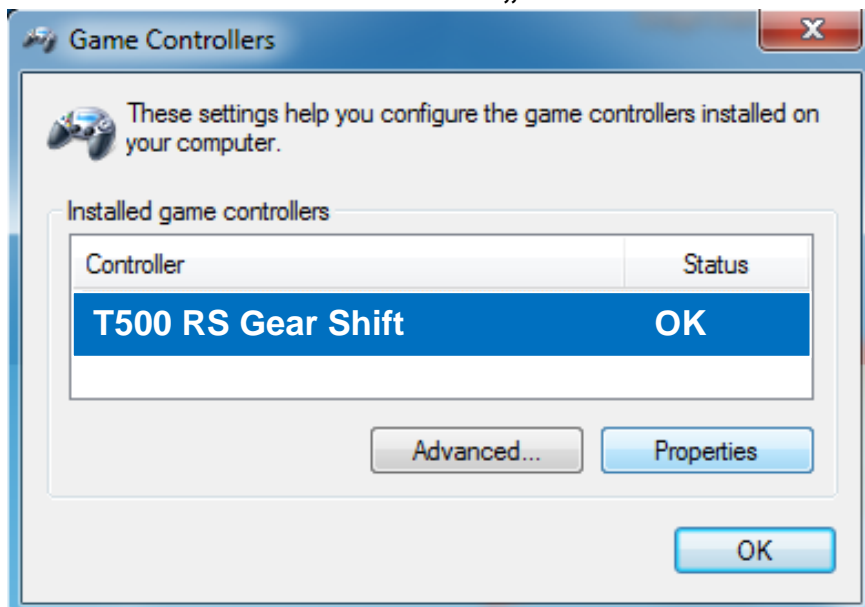 „
Game Controllers
These settings help you configure the game controllers installed on
your computer.
Installed game controllers
Controller Status
T500 RS Gear Shift OK
Advanced... Properties
OK